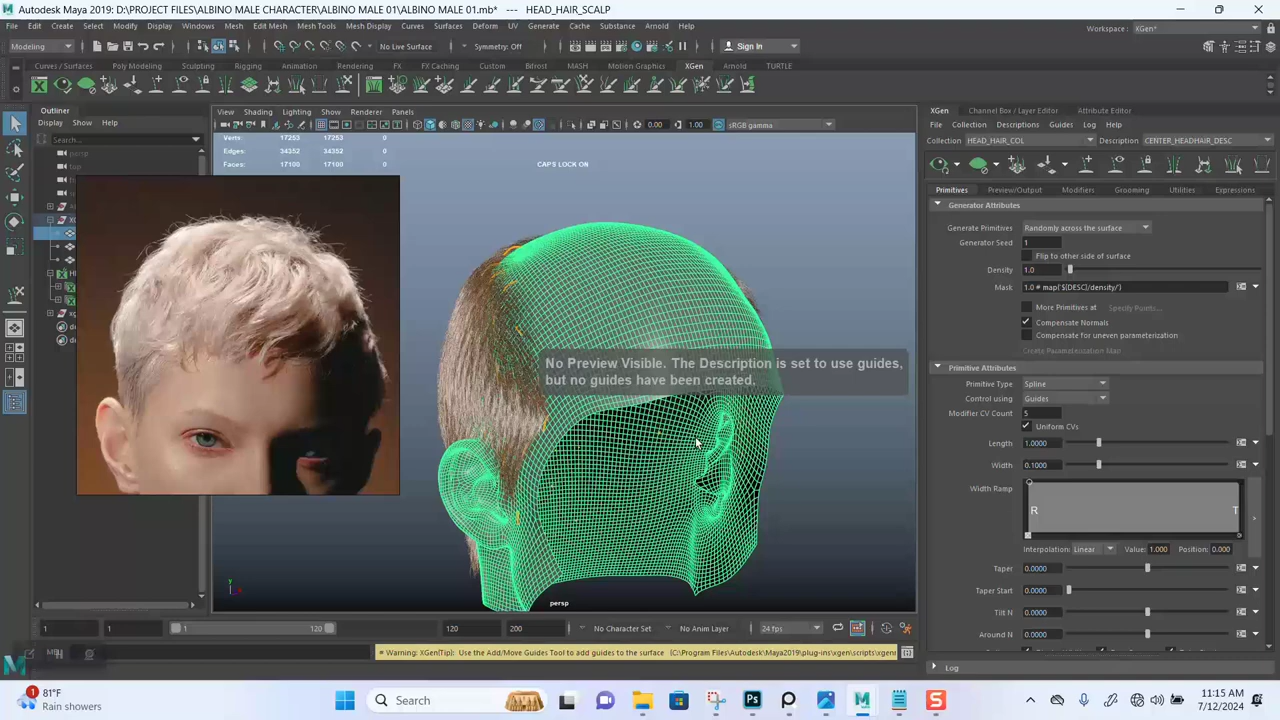 Autodesk Maya 2019: D:\PROJECT FILES\ALBINO MALE CHARACTER\ALBINO MALE 01\ALBINO MALE 01.mb*   ---   HEAD_HAIR_SCALP
File Edit Create Select Modify Display Windows Mesh Edit Mesh Mesh Tools Mesh Display Curves Surfaces Deform UV Generate Cache Substance Arnold Help
Workspace: XGen*
Modeling
No Live Surface
Symmetry: Off
Sign In
Curves / Surfaces Poly Modeling Sculpting Rigging Animation Rendering FX FX Caching Custom Bifrost MASH Motion Graphics XGen Arnold TURTLE
Outliner
Display Show Help
Search...
persp
top
View Shading Lighting Show Renderer Panels
0.00 1.00 sRGB gamma
Verts: 17253 17253 0
Edges: 34352 34352 0
Faces: 17100 17100 0
CAPS LOCK ON
No Preview Visible. The Description is set to use guides,
but no guides have been created.
persp
XGen Channel Box / Layer Editor Attribute Editor
File Collection Descriptions Guides Log Help
Collection HEAD_HAIR_COL Description CENTER_HEADHAIR_DESC
Primitives Preview/Output Modifiers Grooming Utilities Expressions
Generator Attributes
Generate Primitives Randomly across the surface
Generator Seed 1
Flip to other side of surface
Density 1.0
Mask 1.0 # map('${DESC}/density/')
More Primitives at Specify Points...
Compensate Normals
Compensate for uneven parameterization
Create Parameterization Map
Primitive Attributes
Primitive Type Spline
Control using Guides
Modifier CV Count 5
Uniform CVs
Length 1.0000
Width 0.1000
Width Ramp
R T
Interpolation: Linear Value: 1.000 Position: 0.000
Taper 0.0000
Taper Start 0.0000
Tilt N 0.0000
Around N 0.0000
Log
1 1 1 120 120 200 No Character Set No Anim Layer 24 fps
MEL
# Warning: XGen(Tip): Use the Add/Move Guides Tool to add guides to the surface
81°F
Rain showers
Search
11:15 AM
7/12/2024